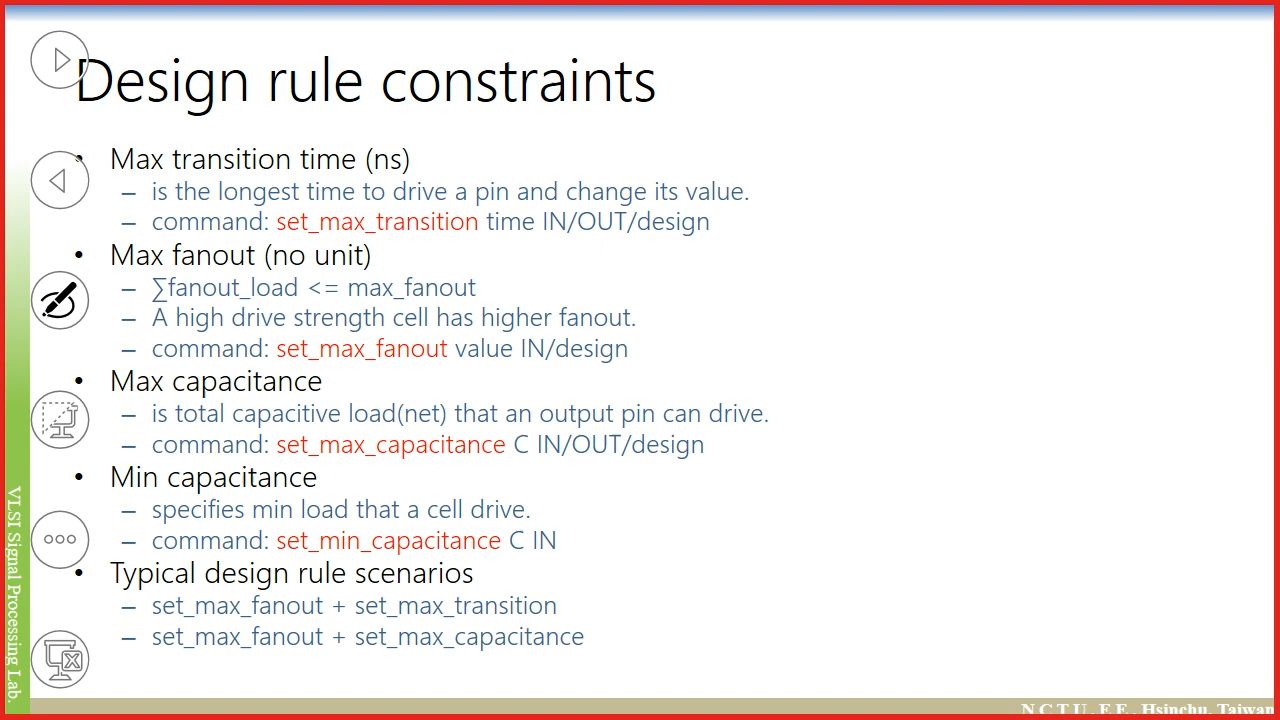 Design rule constraints
• Max transition time (ns)
– is the longest time to drive a pin and change its value.
– command: set_max_transition time IN/OUT/design
• Max fanout (no unit)
– ∑fanout_load <= max_fanout
– A high drive strength cell has higher fanout.
– command: set_max_fanout value IN/design
• Max capacitance
– is total capacitive load(net) that an output pin can drive.
– command: set_max_capacitance C IN/OUT/design
• Min capacitance
– specifies min load that a cell drive.
– command: set_min_capacitance C IN
• Typical design rule scenarios
– set_max_fanout + set_max_transition
– set_max_fanout + set_max_capacitance
VLSI Signal Processing Lab.
N C T U . E E . Hsinchu. Taiwan